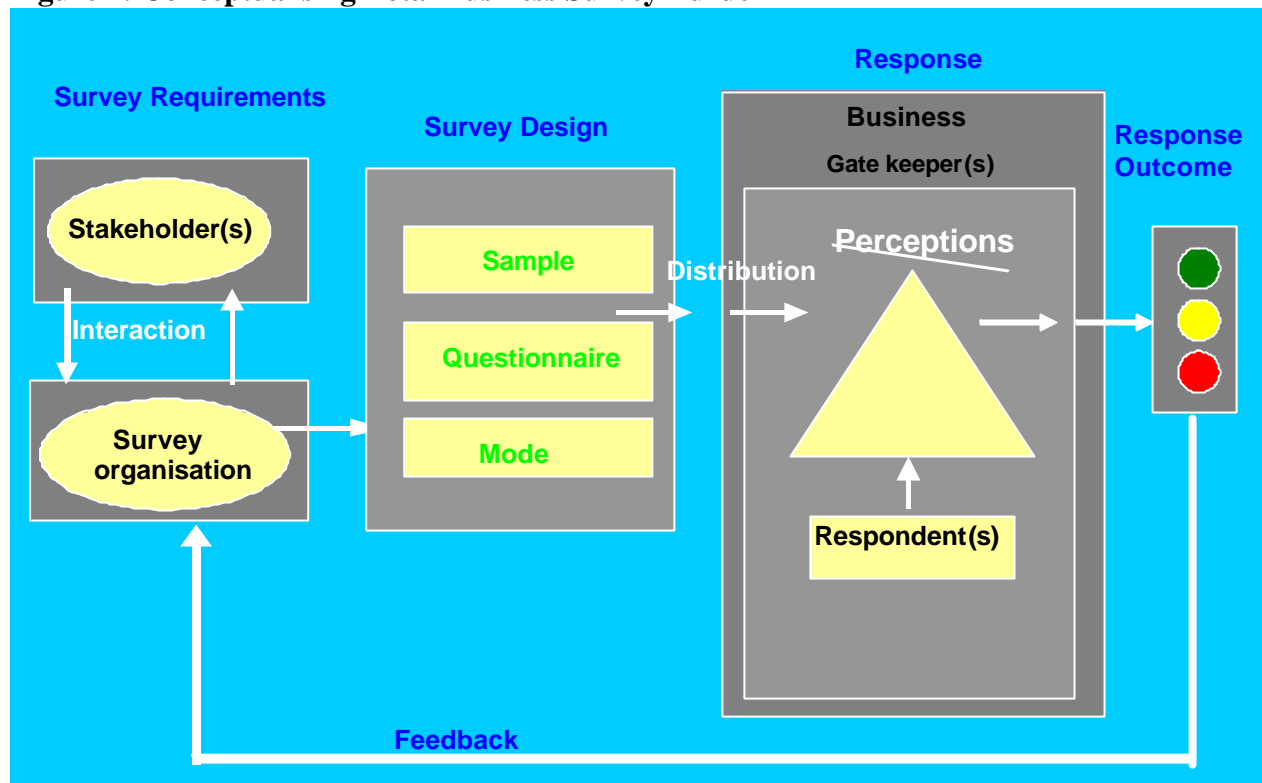 Survey Requirements
Stakeholder(s)
Interaction
Survey
organisation
Survey Design
Sample
Questionnaire
Mode
Distribution
Response
Business
Gate keeper(s)
Perceptions
Respondent(s)
Response
Outcome
Feedback